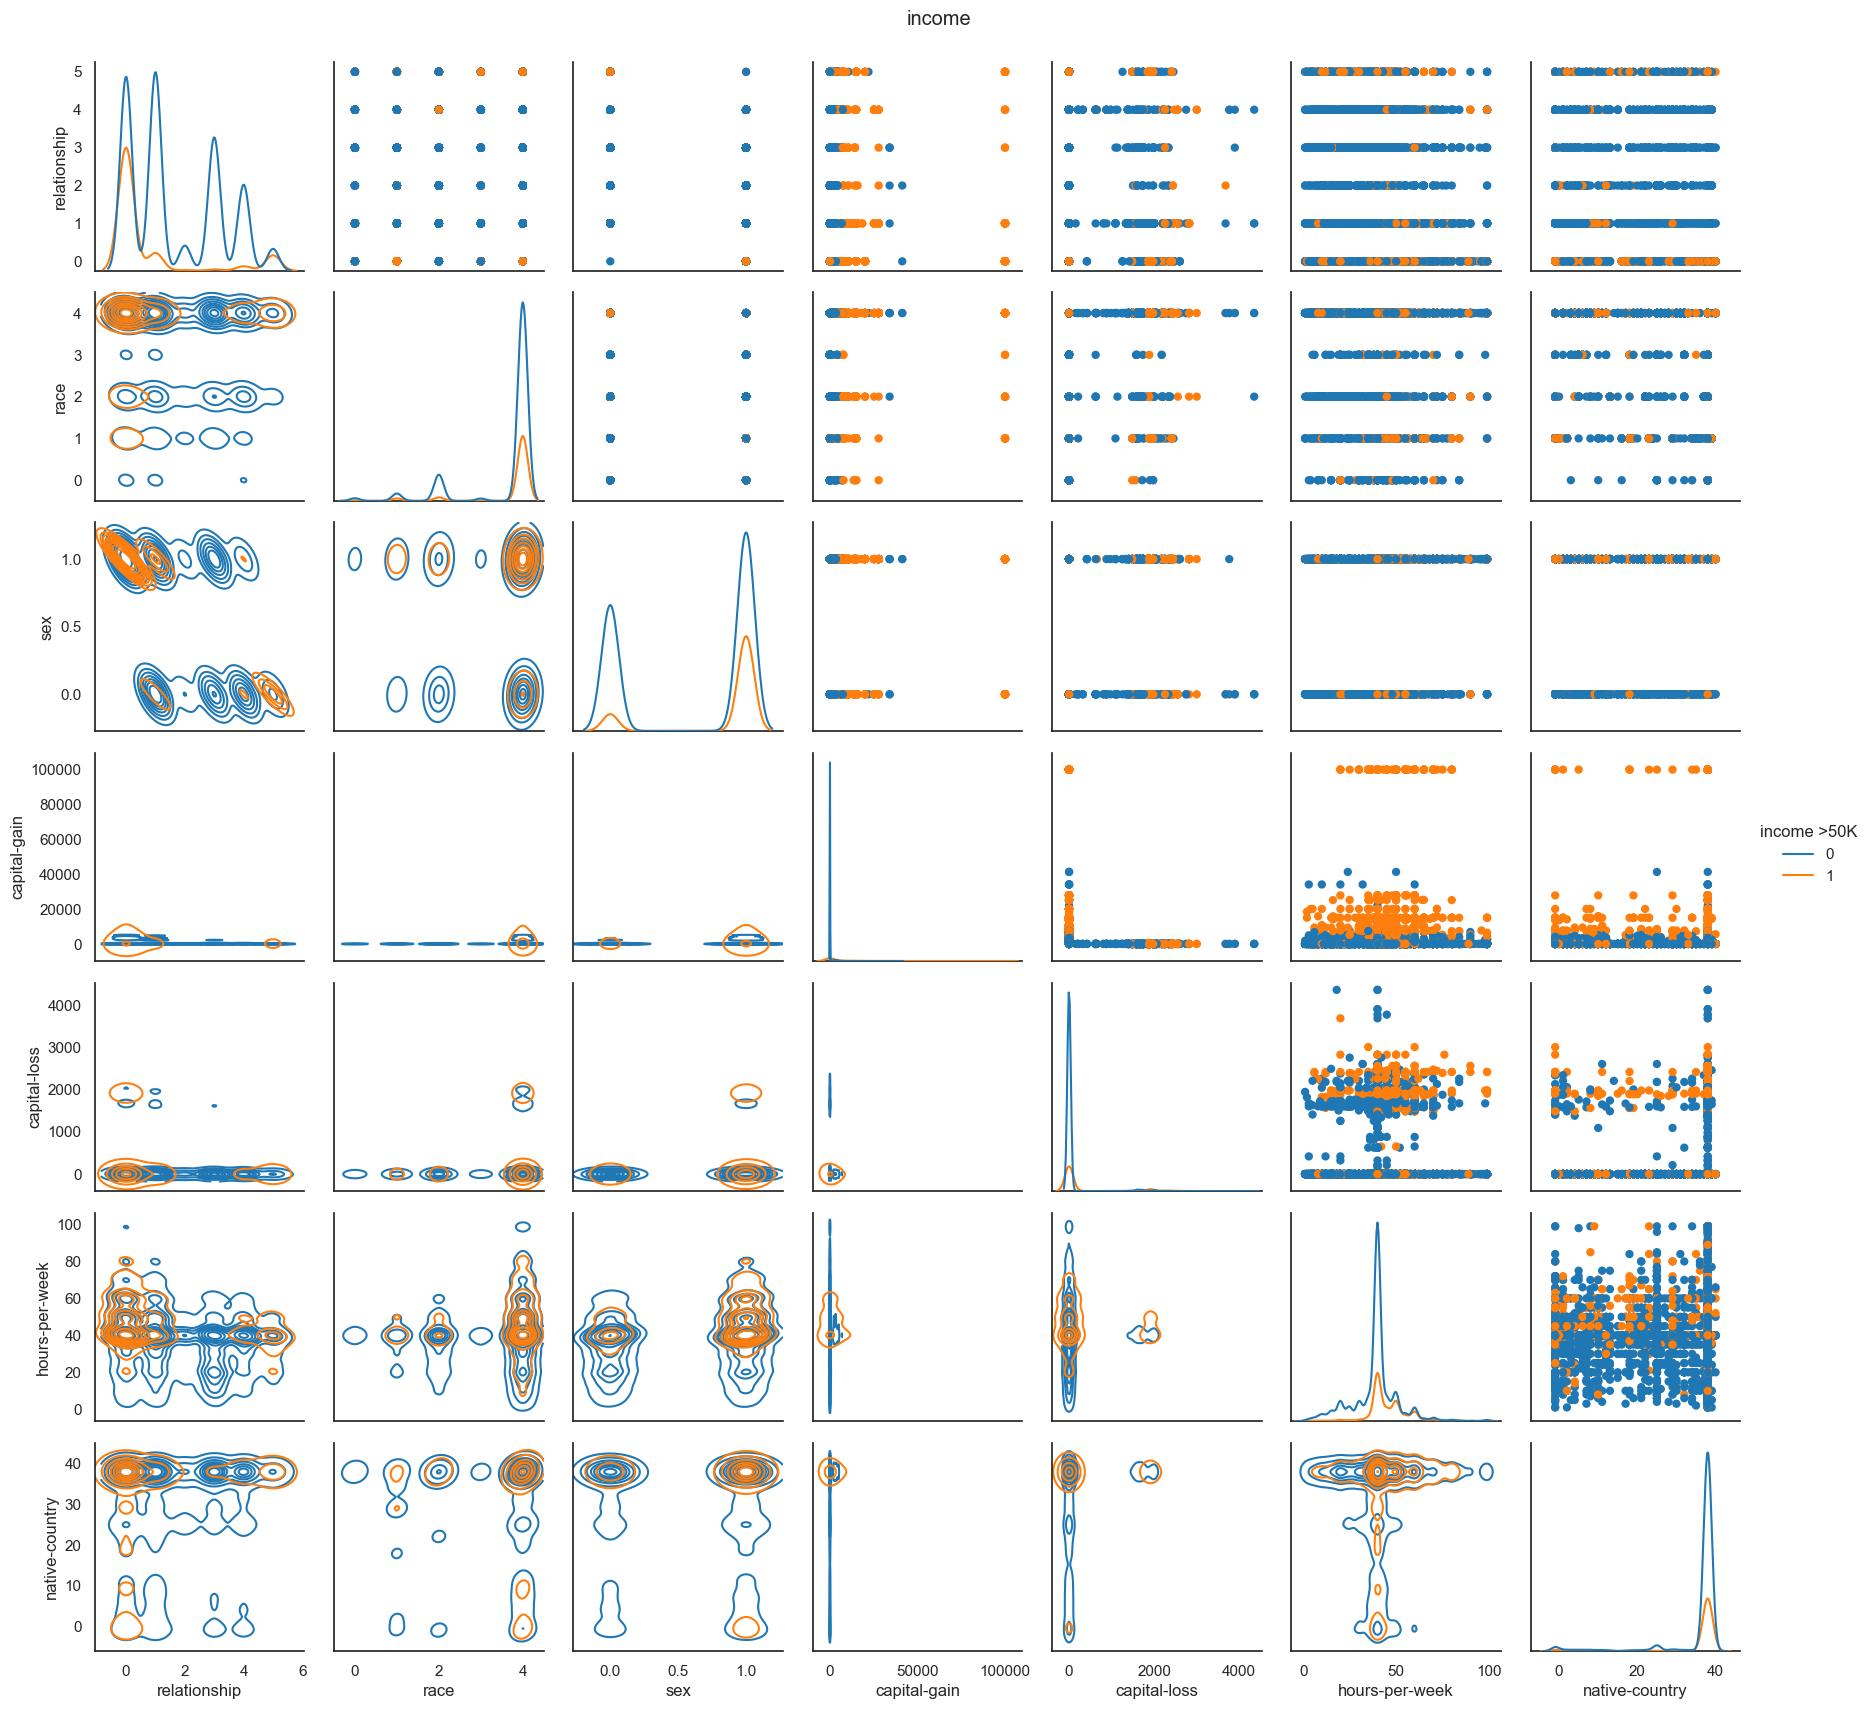 income
5
4
3
2
1
0
relationship
4
3
2
1
0
race
1.0
0.5
0.0
sex
100000
80000
60000
40000
20000
0
capital-gain
income >50K
0
1
4000
3000
2000
1000
0
capital-loss
100
80
60
40
20
0
hours-per-week
40
30
20
10
0
native-country
0 2 4 6
0 2 4
0.0 0.5 1.0
0 50000 100000
0 2000 4000
0 50 100
0 20 40
relationship
race
sex
capital-gain
capital-loss
hours-per-week
native-country